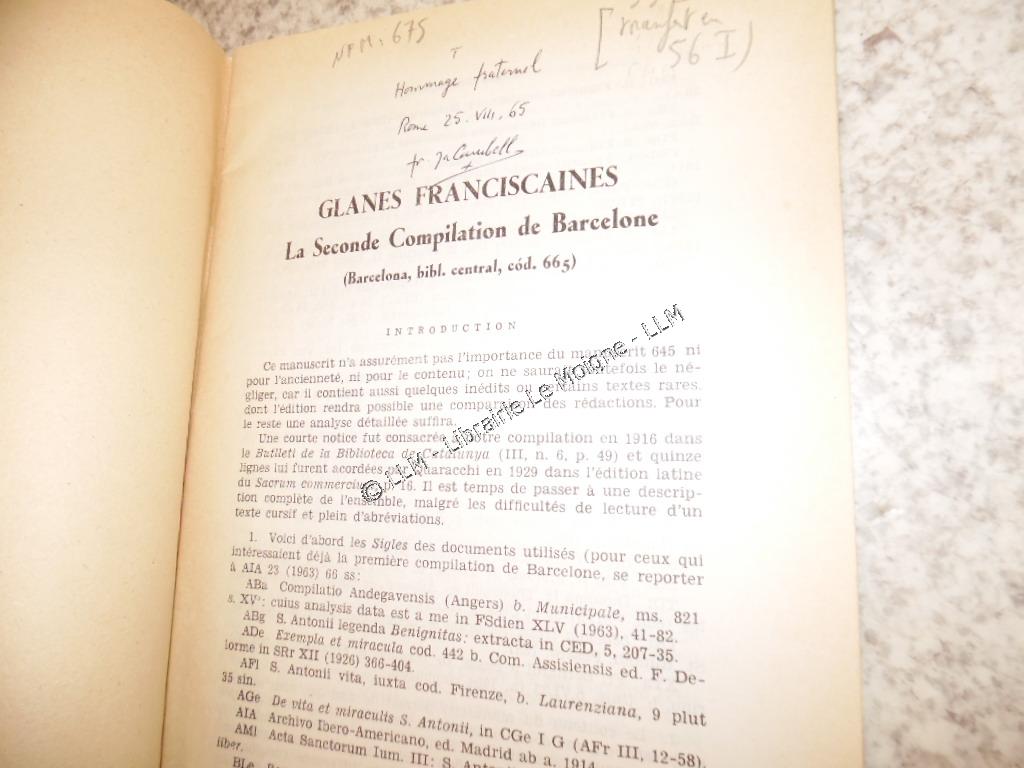 NFM: 675
[manque en
56 I)
Hommage fraternel
Rome 25. VIII. 65
fr. Ja Cambell
GLANES FRANCISCAINES
La Seconde Compilation de Barcelone
(Barcelona, bibl. central, cód. 665)
INTRODUCTION
Ce manuscrit n'a assurément pas l'importance du manuscrit 645 ni
pour l'ancienneté, ni pour le contenu; on ne saurait toutefois le né-
gliger, car il contient aussi quelques inédits ou certains textes rares,
dont l'édition rendra possible une comparaison des rédactions. Pour
le reste une analyse détaillée suffira.
Une courte notice fut consacrée à notre compilation en 1916 dans
le Butlleti de la Biblioteca de Catalunya (III, n. 6, p. 49) et quinze
lignes lui furent accordées par Quaracchi en 1929 dans l'édition latine
du Sacrum commercium, p. 16. Il est temps de passer à une descrip-
tion complète de l'ensemble, malgré les difficultés de lecture d'un
texte cursif et plein d'abréviations.
1. Voici d'abord les Sigles des documents utilisés (pour ceux qui
intéressaient déjà la première compilation de Barcelone, se reporter
à AIA 23 (1963) 66 ss:
ABa Compilatio Andegavensis (Angers) b. Municipale, ms. 821
s. XVº: cuius analysis data est a me in FSdien XLV (1963), 41-82.
ABg S. Antonii legenda Benignitas: extracta in CED, 5, 207-35.
ADe Exempla et miracula cod. 442 b. Com. Assisiensis ed. F. De-
lorme in SRr XII (1926) 366-404.
AFl S. Antonii vita, iuxta cod. Firenze, b. Laurenziana, 9 plut
35 sin.
AGe De vita et miraculis S. Antonii, in CGe I G (AFr III, 12-58).
AIA Archivo Ibero-Americano, ed. Madrid ab a. 1914.
AMl Acta Sanctorum Ium. III: S.
liber.
BLe
© LLM - Librairie Le Moigne - LLM